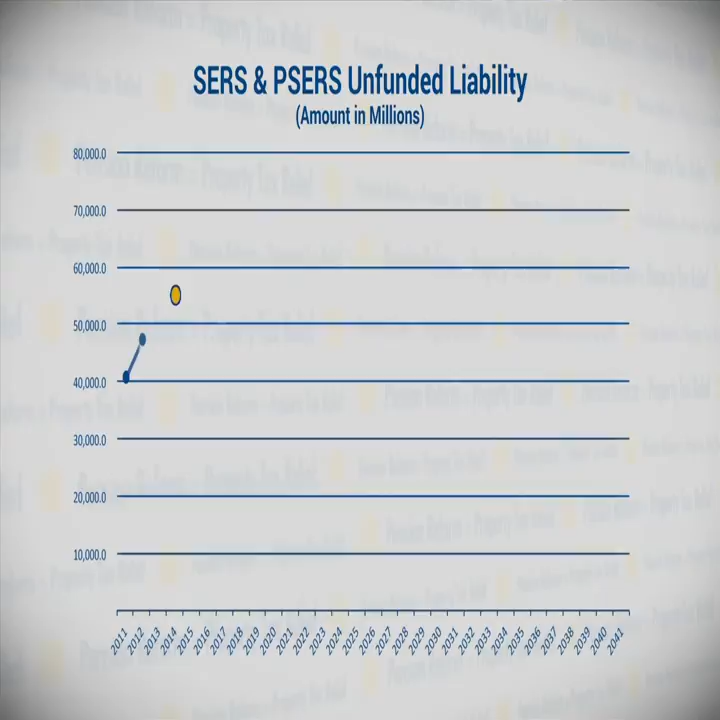 SERS & PSERS Unfunded Liability
(Amount in Millions)
80,000.0
70,000.0
60,000.0
50,000.0
40,000.0
30,000.0
20,000.0
10,000.0
2011 2012 2013 2014 2015 2016 2017 2018 2019 2020 2021 2022 2023 2024 2025 2026 2027 2028 2029 2030 2031 2032 2033 2034 2035 2036 2037 2038 2039 2040 2041